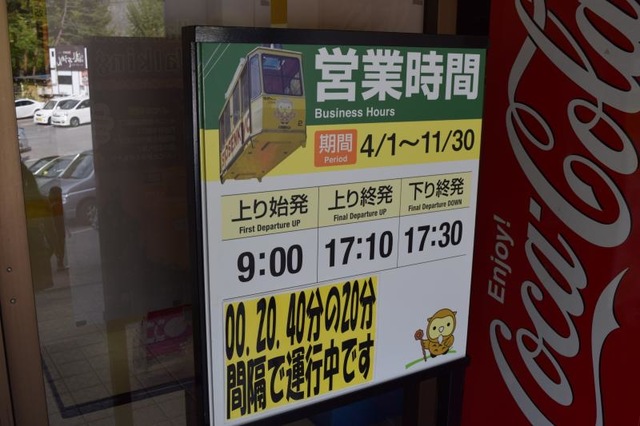 営業時間
Business Hours
期間
Period
4/1～11/30
上り始発
First Departure UP
上り終発
Final Departure UP
下り終発
Final Departure DOWN
9:00
17:10
17:30
00. 20. 40分の20分
間隔で運行中です
Enjoy!
Coca-Cola